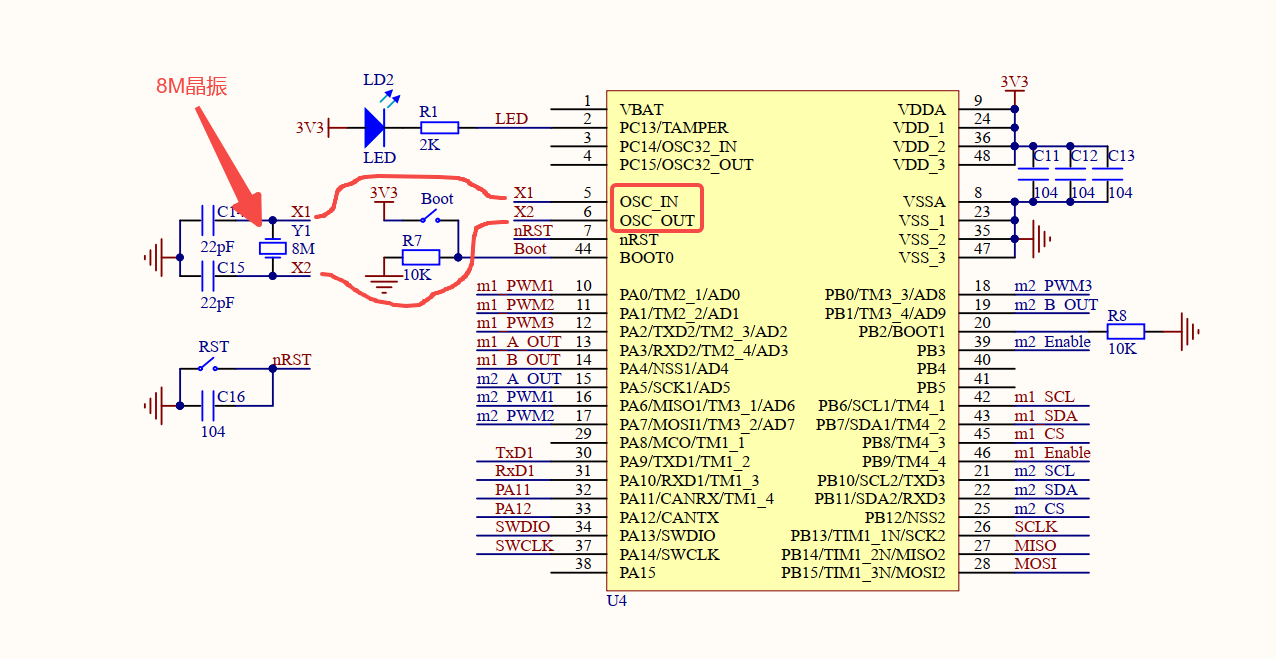 8M晶振
LD2
3V3
LED
R1
2K
LED
3V3
Boot
R7
10K
X1
X2
nRST
Boot
22pF
X1
Y1
8M
C15
X2
22pF
RST
nRST
C16
104
1 VBAT
2 PC13/TAMPER
3 PC14/OSC32_IN
4 PC15/OSC32_OUT
5 OSC_IN
6 OSC_OUT
7 nRST
44 BOOT0
m1_PWM1 10 PA0/TM2_1/AD0
m1_PWM2 11 PA1/TM2_2/AD1
m1_PWM3 12 PA2/TXD2/TM2_3/AD2
m1_A_OUT 13 PA3/RXD2/TM2_4/AD3
m1_B_OUT 14 PA4/NSS1/AD4
m2_A_OUT 15 PA5/SCK1/AD5
m2_PWM1 16 PA6/MISO1/TM3_1/AD6
m2_PWM2 17 PA7/MOSI1/TM3_2/AD7
29 PA8/MCO/TM1_1
TxD1 30 PA9/TXD1/TM1_2
RxD1 31 PA10/RXD1/TM1_3
PA11 32 PA11/CANRX/TM1_4
PA12 33 PA12/CANTX
SWDIO 34 PA13/SWDIO
SWCLK 37 PA14/SWCLK
38 PA15
U4
3V3
VDDA 9
VDD_1 24
VDD_2 36
VDD_3 48
C11 C12 C13
104 104 104
VSSA 8
VSS_1 23
VSS_2 35
VSS_3 47
PB0/TM3_3/AD8 18 m2_PWM3
PB1/TM3_4/AD9 19 m2_B_OUT
PB2/BOOT1 20
R8
10K
PB3 39 m2_Enable
PB4 40
PB5 41
PB6/SCL1/TM4_1 42 m1_SCL
PB7/SDA1/TM4_2 43 m1_SDA
PB8/TM4_3 45 m1_CS
PB9/TM4_4 46 m1_Enable
PB10/SCL2/TXD3 21 m2_SCL
PB11/SDA2/RXD3 22 m2_SDA
PB12/NSS2 25 m2_CS
PB13/TIM1_1N/SCK2 26 SCLK
PB14/TIM1_2N/MISO2 27 MISO
PB15/TIM1_3N/MOSI2 28 MOSI